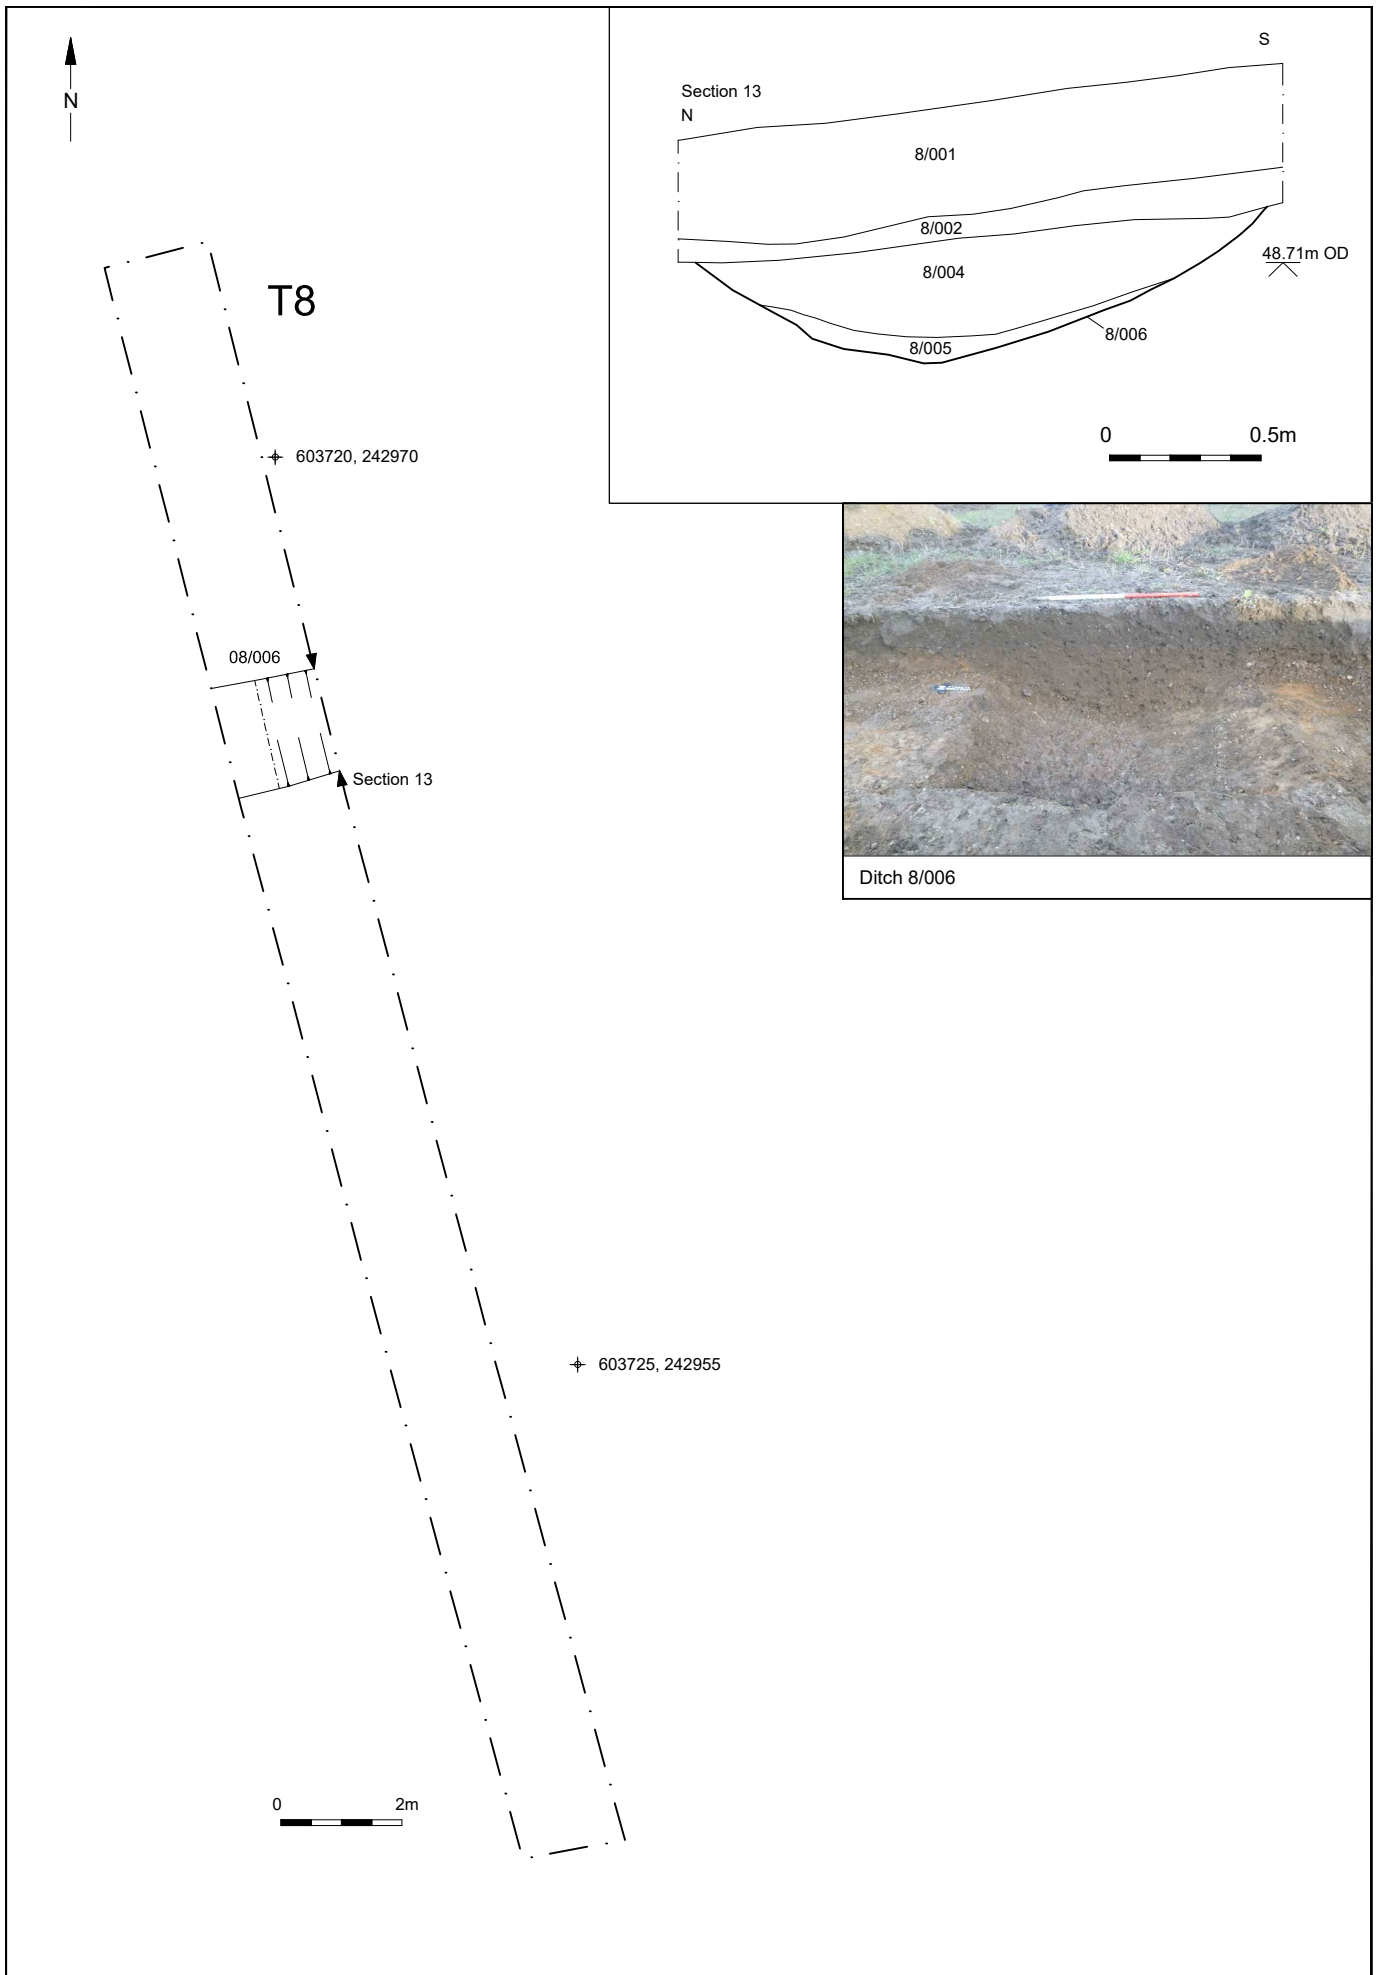 N
T8
603720, 242970
08/006
Section 13
603725, 242955
0 2m
S
Section 13
N
8/001
8/002
8/004
48.71m OD
8/006
8/005
0 0.5m
Ditch 8/006